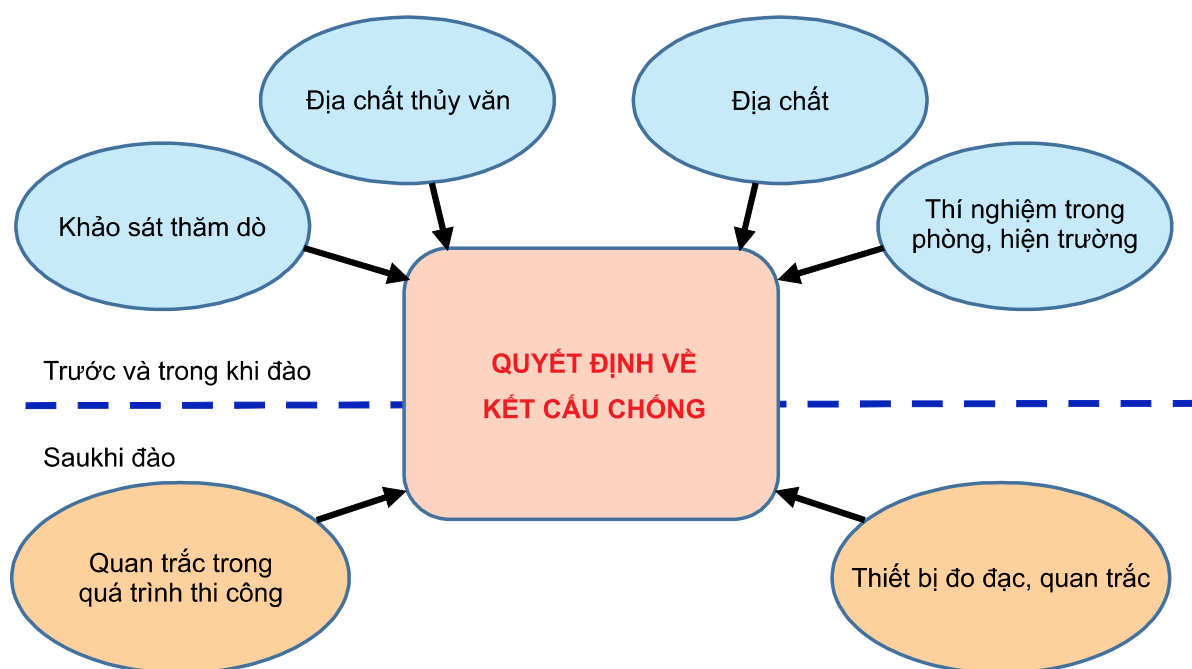 Địa chất thủy văn
Địa chất
Khảo sát thăm dò
Thí nghiệm trong
phòng, hiện trường
QUYẾT ĐỊNH VỀ
KẾT CẤU CHỐNG
Trước và trong khi đào
Saukhi đào
Quan trắc trong
quá trình thi công
Thiết bị đo đạc, quan trắc